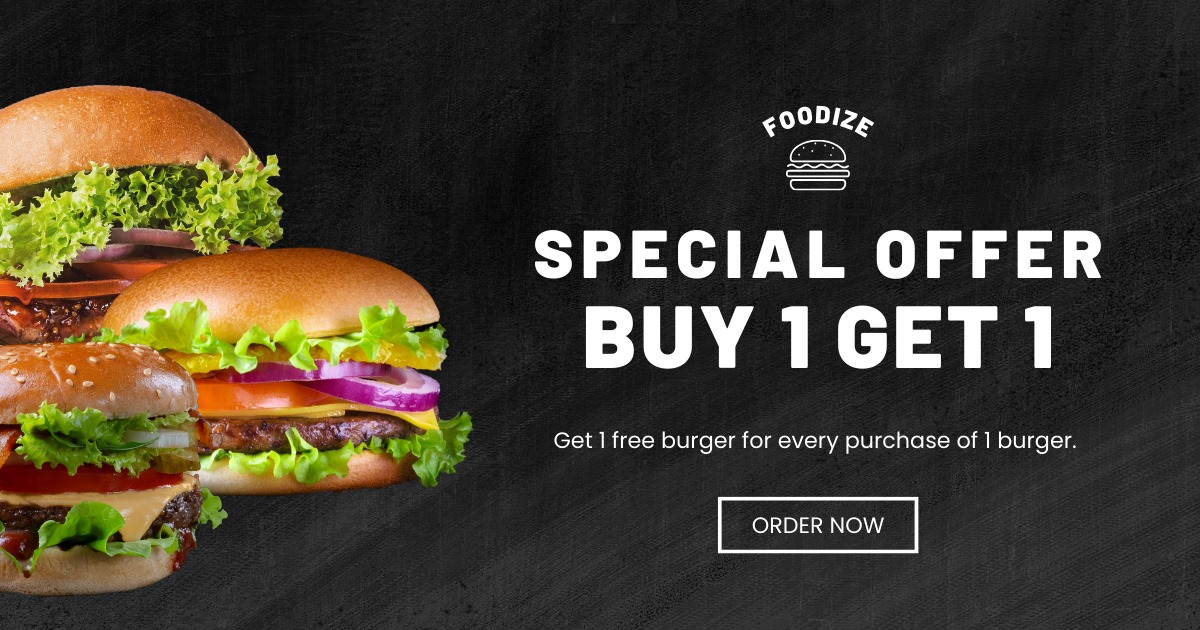 FOODIZE
SPECIAL OFFER
BUY 1 GET 1
Get 1 free burger for every purchase of 1 burger.
ORDER NOW